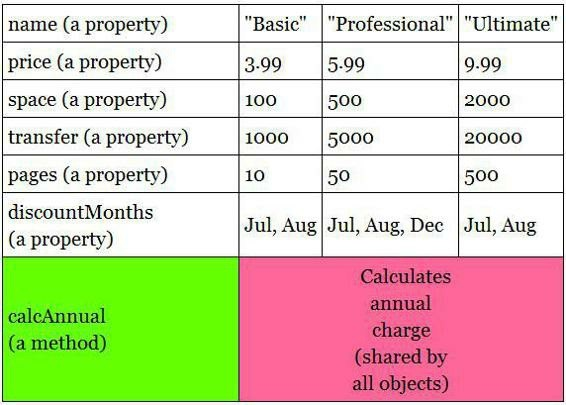 name (a property) "Basic" "Professional" "Ultimate"
price (a property) 3.99 5.99 9.99
space (a property) 100 500 2000
transfer (a property) 1000 5000 20000
pages (a property) 10 50 500
discountMonths
(a property) Jul, Aug Jul, Aug, Dec Jul, Aug
calcAnnual
(a method)
Calculates
annual
charge
(shared by
all objects)